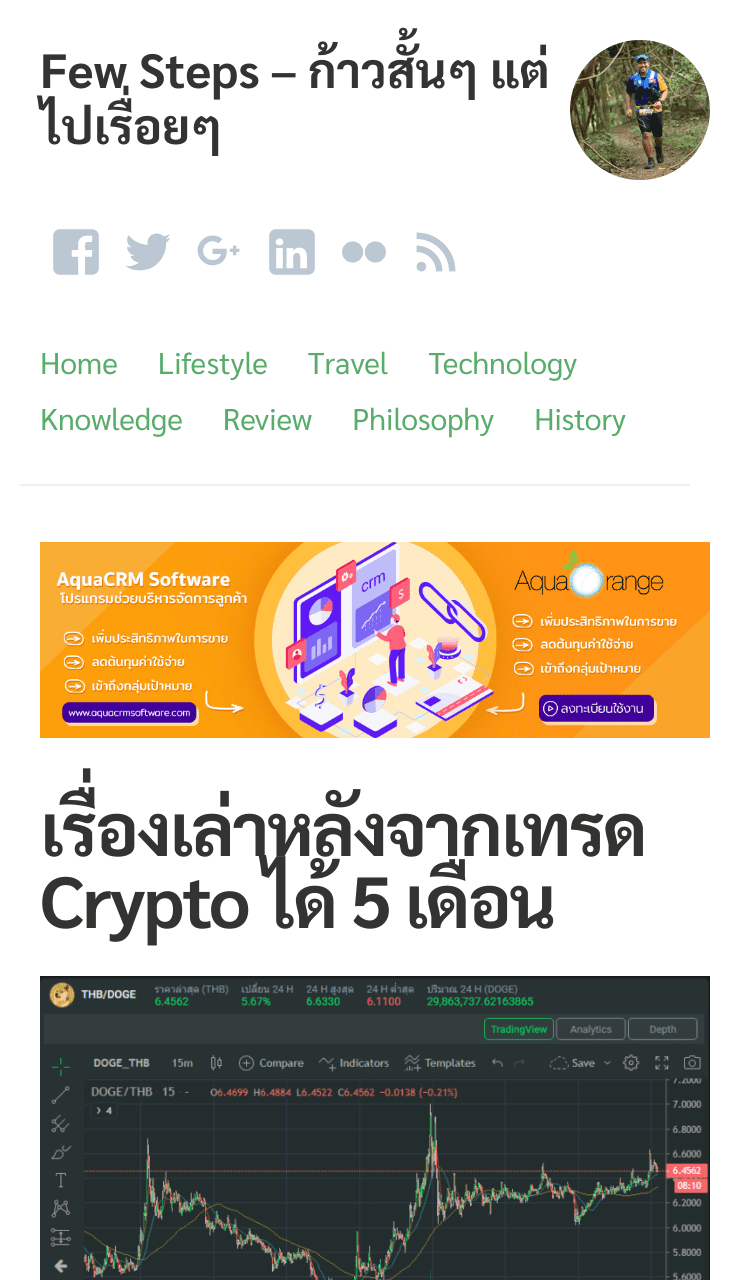 Few Steps – ก้าวสั้นๆ แต่
ไปเรื่อยๆ
Home Lifestyle Travel Technology
Knowledge Review Philosophy History
AquaCRM Software
โปรแกรมช่วยบริหารจัดการลูกค้า
เพิ่มประสิทธิภาพในการขาย
ลดต้นทุนค่าใช้จ่าย
เข้าถึงกลุ่มเป้าหมาย
www.aquacrmsoftware.com
crm
$
$
Aqua Orange
เพิ่มประสิทธิภาพในการขาย
ลดต้นทุนค่าใช้จ่าย
เข้าถึงกลุ่มเป้าหมาย
ลงทะเบียนใช้งาน
เรื่องเล่าหลังจากเทรด
Crypto ได้ 5 เดือน
THB/DOGE
ราคาล่าสุด (THB) เปลี่ยน 24 H 24 H สูงสุด 24 H ต่ำสุด ปริมาณ 24 H (DOGE)
6.4562 5.67% 6.6330 6.1100 29,863,737.62163865
TradingView Analytics Depth
DOGE_THB 15m Compare Indicators Templates Save
DOGE/THB 15 - O6.4699 H6.4884 L6.4522 C6.4562 −0.0138 (−0.21%)
4
7.2000
7.0000
6.8000
6.6000
6.4562
08:10
6.2000
6.0000
5.8000
5.6000